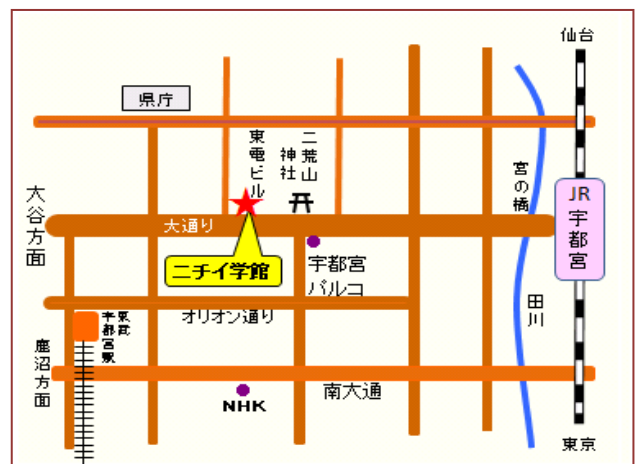 仙台
県庁
東電ビル
二荒山
神社
宮の橋
JR
宇都宮
大谷方面
大通り
ニチイ学館
宇都宮
パルコ
オリオン通り
田川
東武
宇都宮駅
鹿沼方面
南大通
NHK
東京